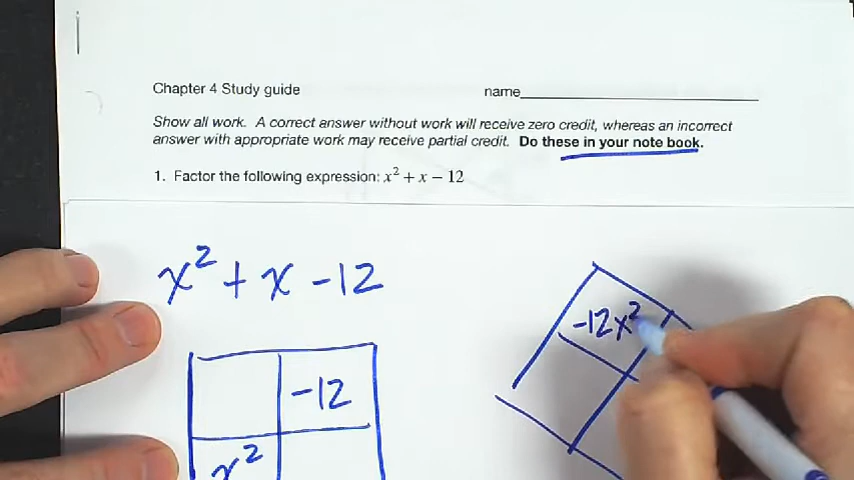 Chapter 4 Study guide name
Show all work. A correct answer without work will receive zero credit, whereas an incorrect
answer with appropriate work may receive partial credit. Do these in your note book.
1. Factor the following expression: x² + x − 12
x² + x -12
-12x²
-12
x²